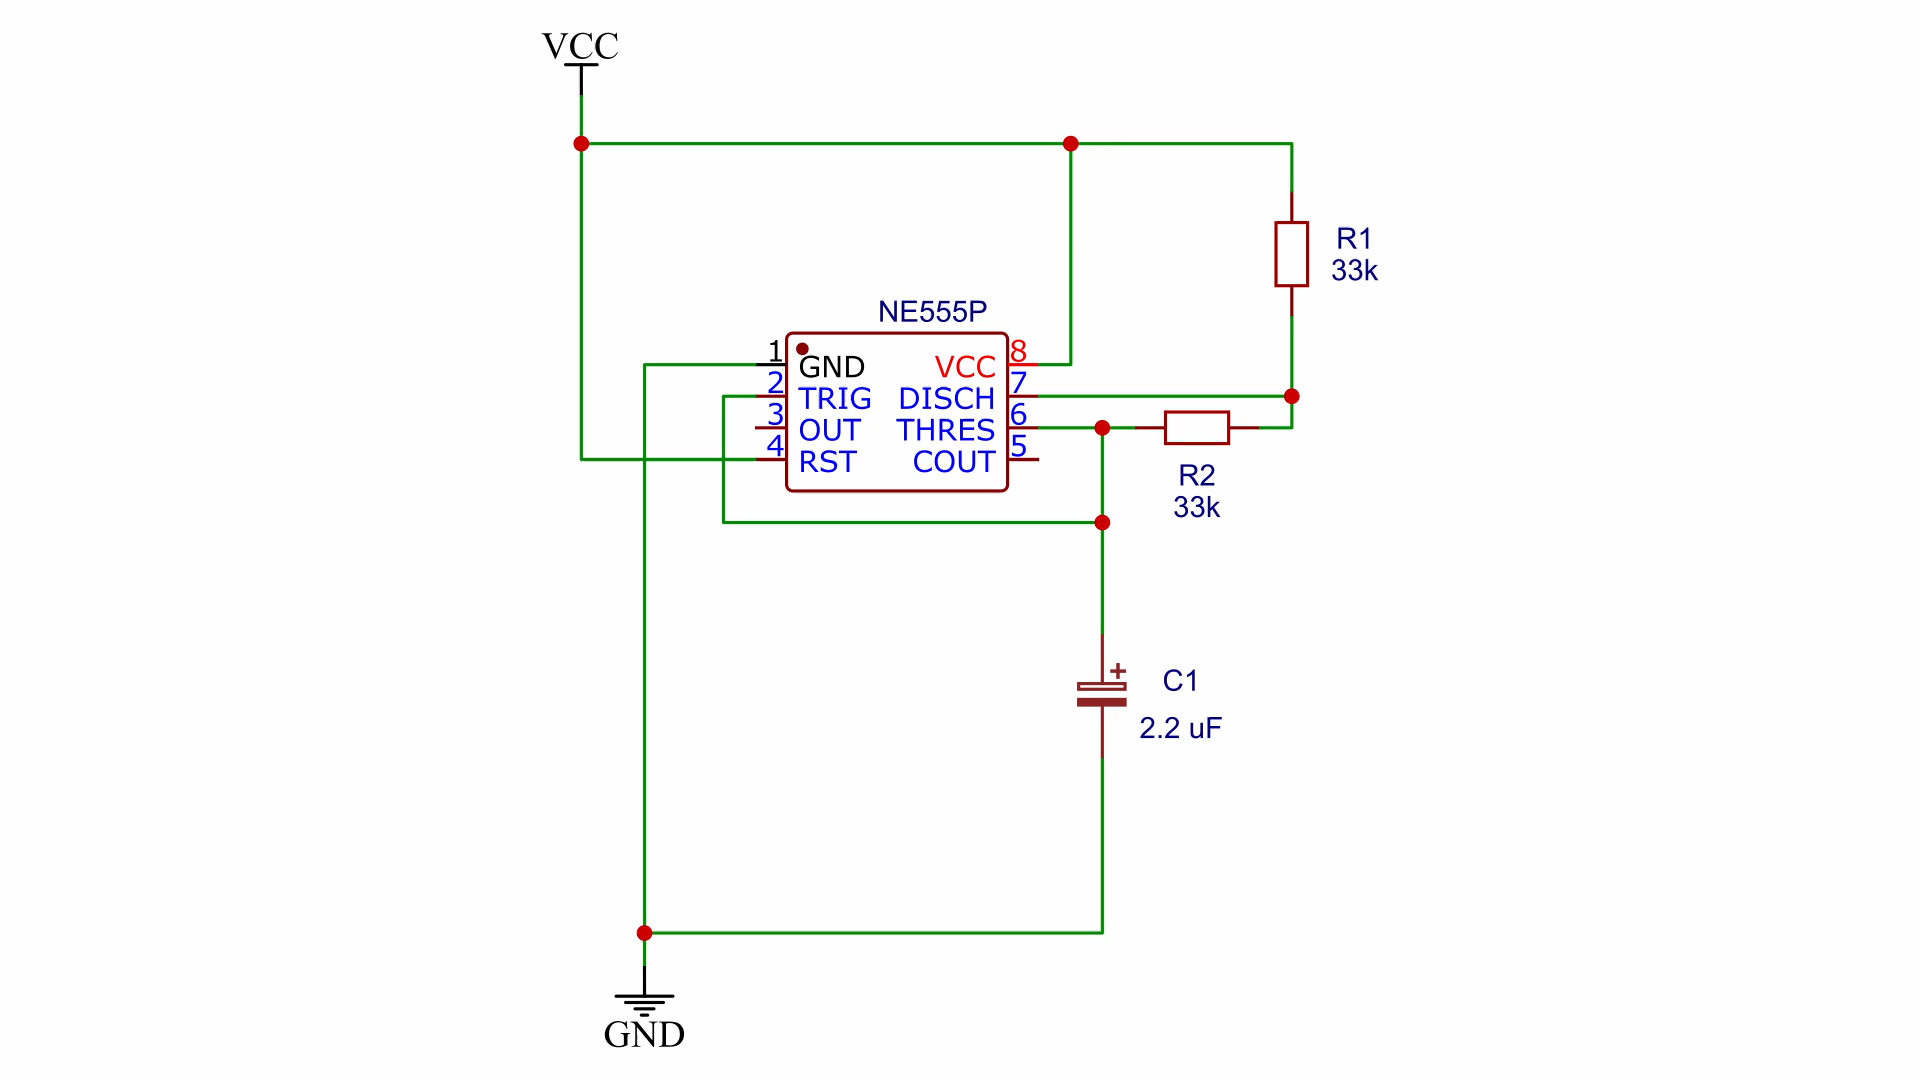 VCC
R1
33k
NE555P
1 GND VCC 8
2 TRIG DISCH 7
3 OUT THRES 6
4 RST COUT 5
R2
33k
+
C1
2.2 uF
GND